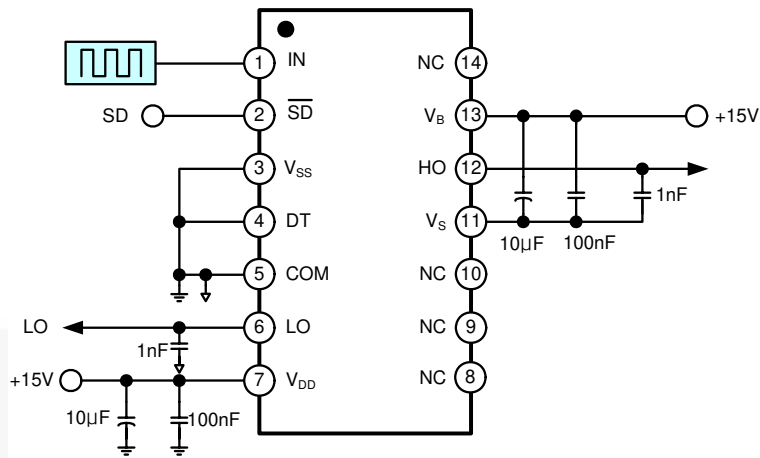 1 IN NC 14
SD 2 SD V_B 13 +15V
3 V_SS HO 12
1nF
4 DT V_S 11
10μF 100nF
5 COM NC 10
LO 6 LO NC 9
1nF
+15V 7 V_DD NC 8
10μF 100nF